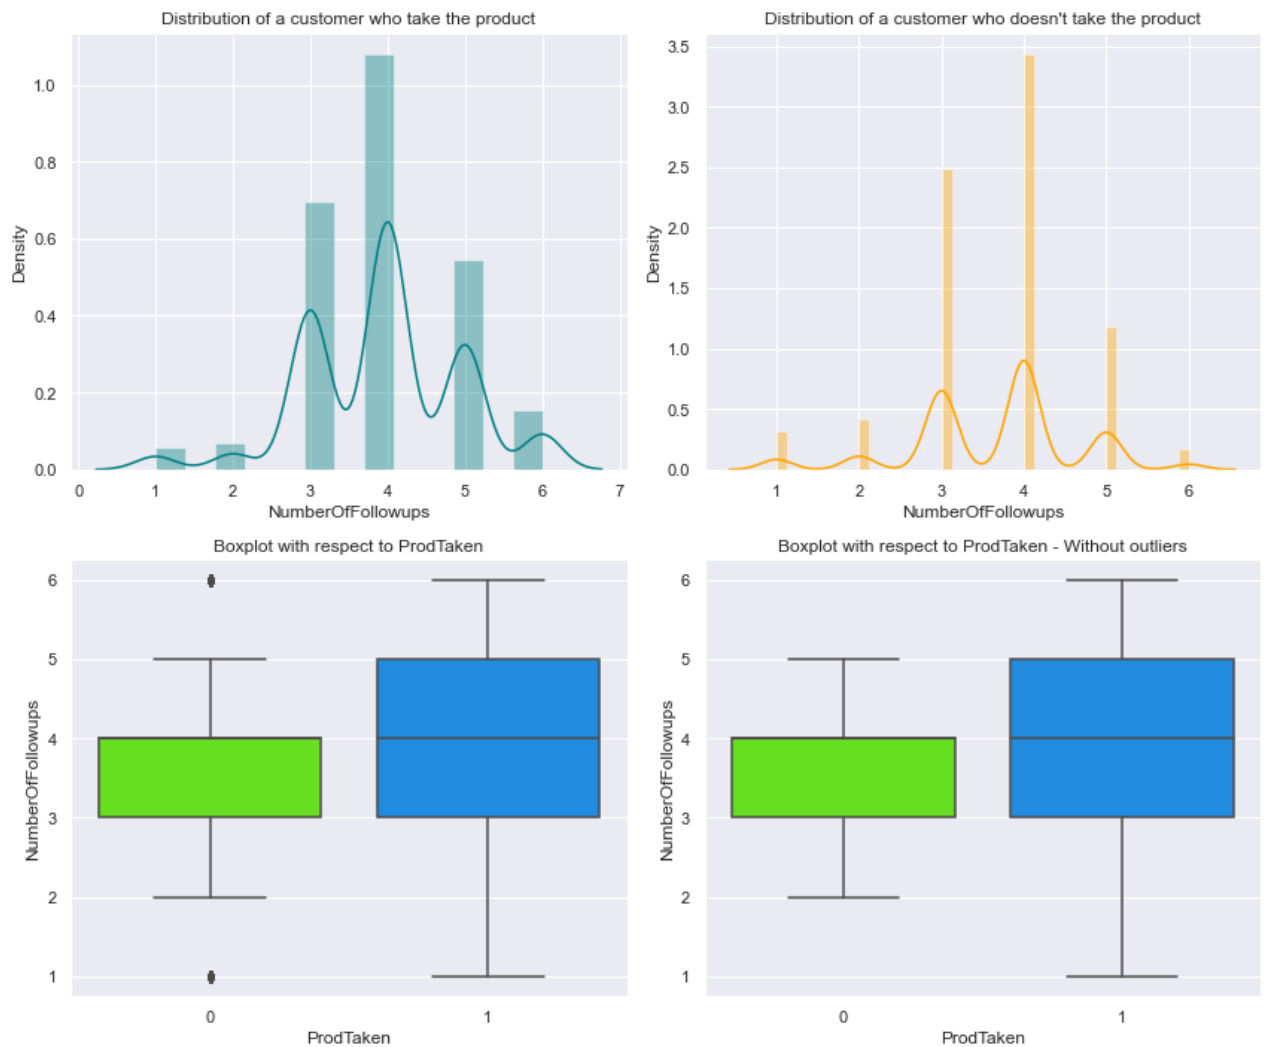 Distribution of a customer who take the product
1.0
0.8
0.6
0.4
0.2
0.0
Density
0 1 2 3 4 5 6 7
NumberOfFollowups
Distribution of a customer who doesn't take the product
3.5
3.0
2.5
2.0
1.5
1.0
0.5
0.0
Density
1 2 3 4 5 6
NumberOfFollowups
Boxplot with respect to ProdTaken
6
5
4
3
2
1
NumberOfFollowups
0 1
ProdTaken
Boxplot with respect to ProdTaken - Without outliers
6
5
4
3
2
1
NumberOfFollowups
0 1
ProdTaken